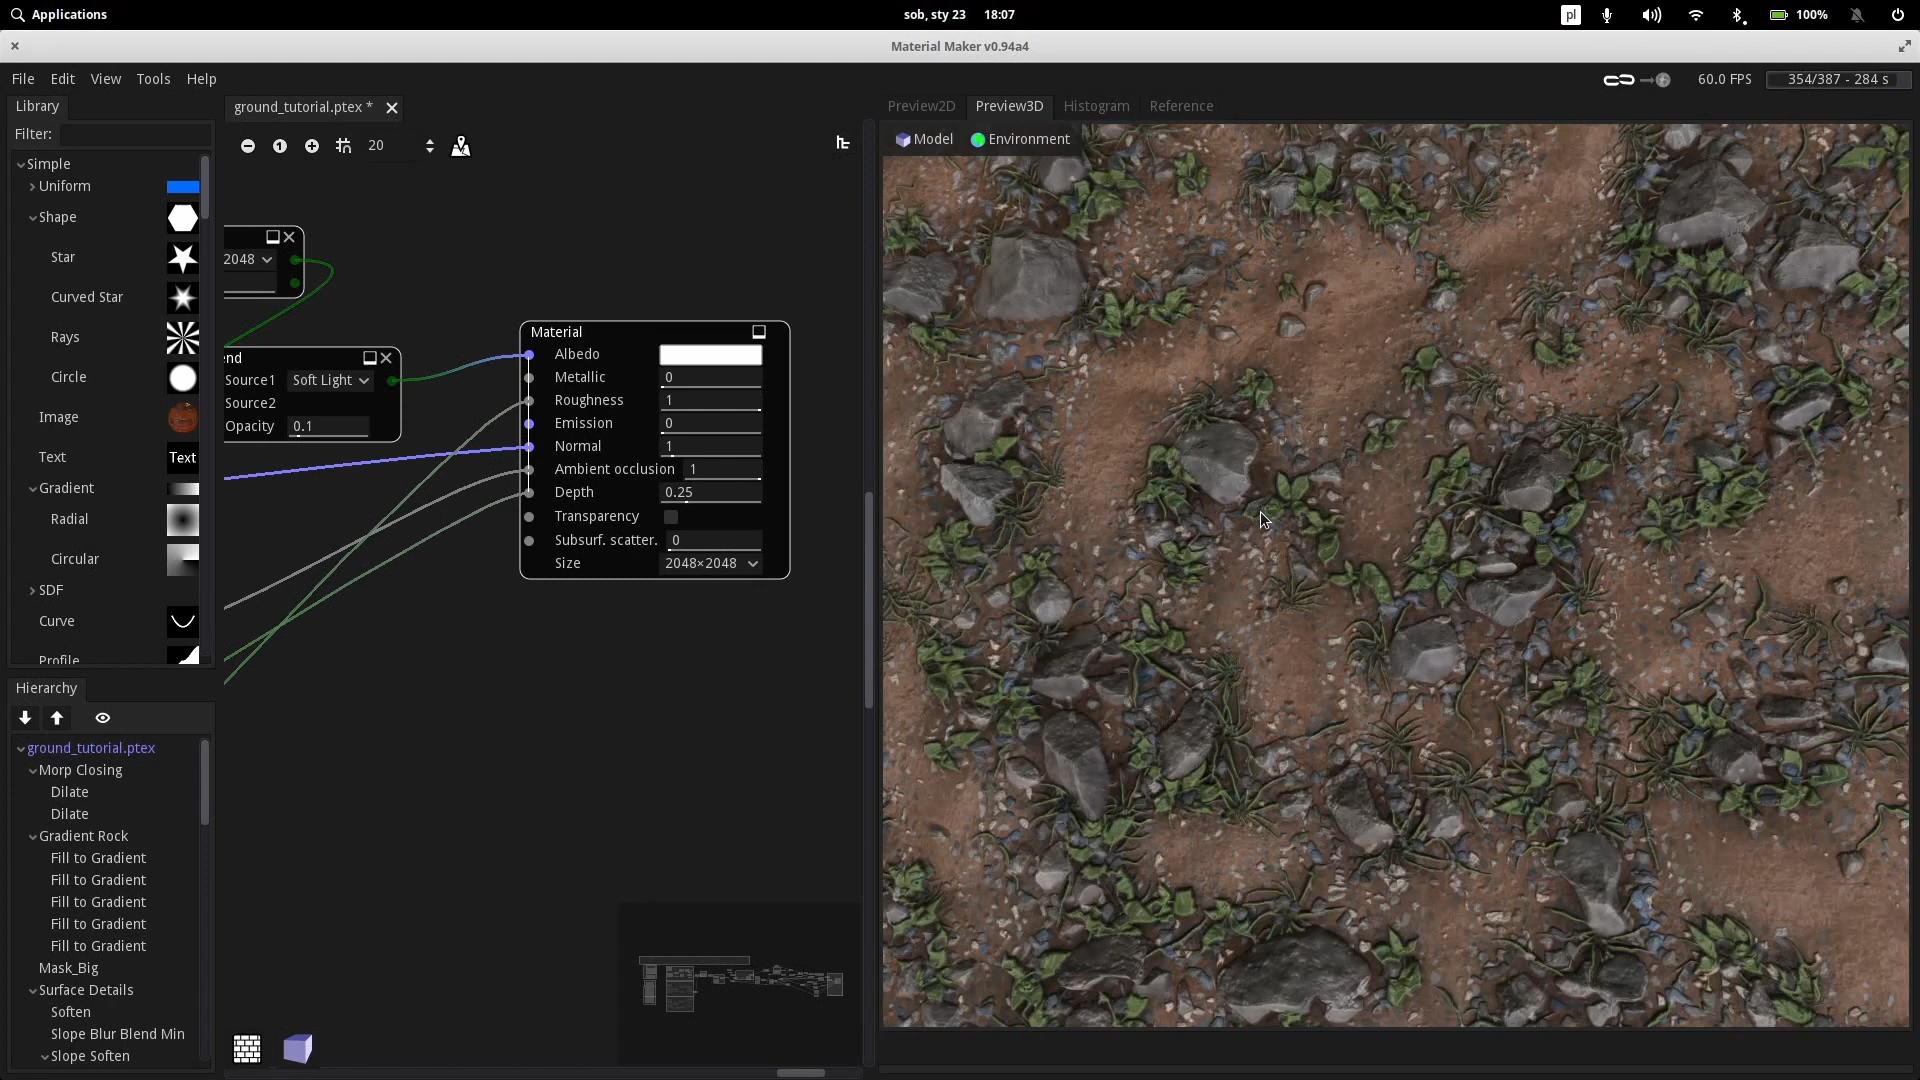 Applications
sob, sty 23 18:07
pl
100%
Material Maker v0.94a4
File Edit View Tools Help
60.0 FPS
354/387 - 284 s
Library
ground_tutorial.ptex *
Preview2D Preview3D Histogram Reference
Filter:
20
Model Environment
Simple
Uniform
Shape
Star
Curved Star
Rays
Circle
Image
Text
Text
Gradient
Radial
Circular
SDF
Curve
Profile
2048
end
Source1 Soft Light
Source2
Opacity 0.1
Material
Albedo
Metallic 0
Roughness 1
Emission 0
Normal 1
Ambient occlusion 1
Depth 0.25
Transparency
Subsurf. scatter. 0
Size 2048×2048
Hierarchy
ground_tutorial.ptex
Morp Closing
Dilate
Dilate
Gradient Rock
Fill to Gradient
Fill to Gradient
Fill to Gradient
Fill to Gradient
Fill to Gradient
Mask_Big
Surface Details
Soften
Slope Blur Blend Min
Slope Soften